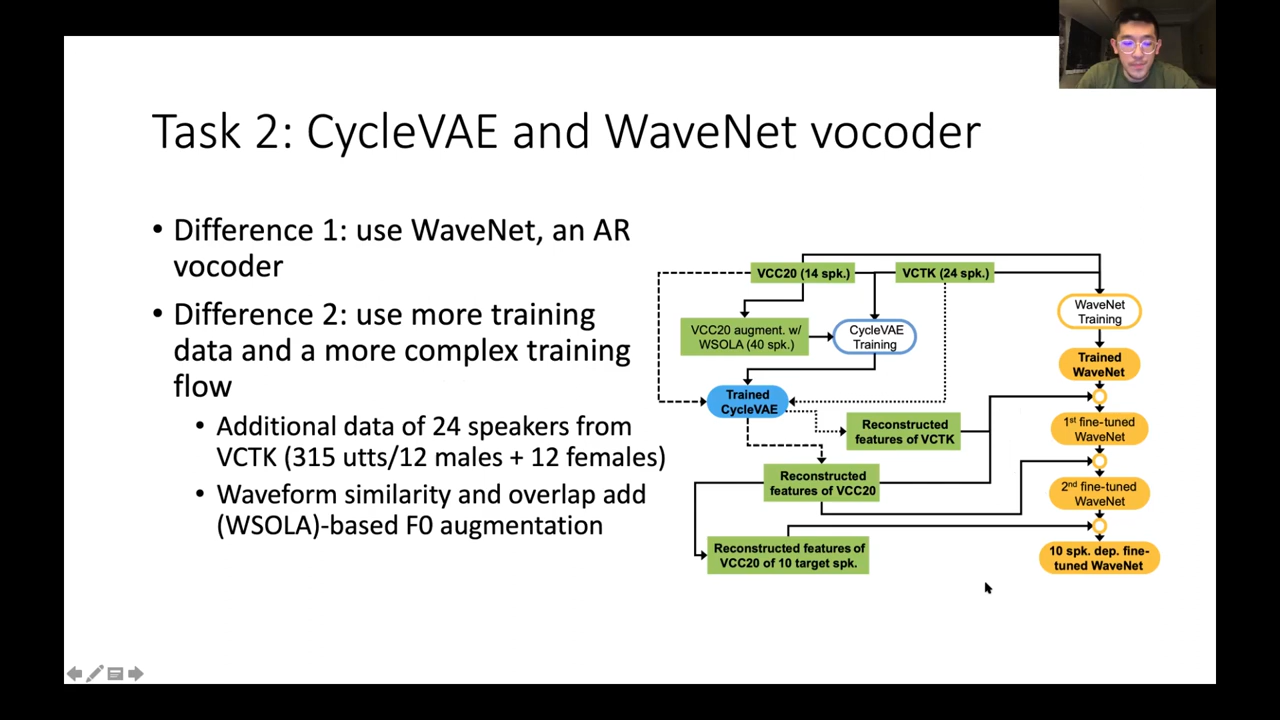 Task 2: CycleVAE and WaveNet vocoder
• Difference 1: use WaveNet, an AR
vocoder
• Difference 2: use more training
data and a more complex training
flow
• Additional data of 24 speakers from
VCTK (315 utts/12 males + 12 females)
• Waveform similarity and overlap add
(WSOLA)-based F0 augmentation
VCC20 (14 spk.)
VCTK (24 spk.)
WaveNet
Training
VCC20 augment. w/
WSOLA (40 spk.)
CycleVAE
Training
Trained
WaveNet
Trained
CycleVAE
Reconstructed
features of VCTK
1st fine-tuned
WaveNet
Reconstructed
features of VCC20
2nd fine-tuned
WaveNet
Reconstructed features of
VCC20 of 10 target spk.
10 spk. dep. fine-
tuned WaveNet